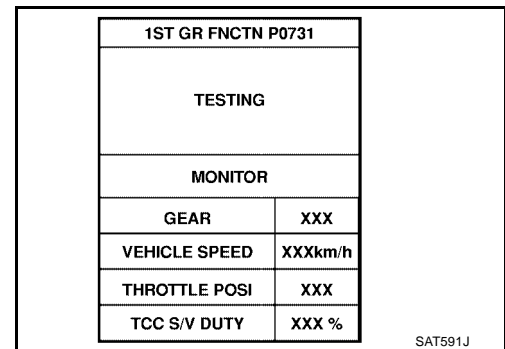 1ST GR FNCTN P0731
TESTING
MONITOR
GEAR XXX
VEHICLE SPEED XXXkm/h
THROTTLE POSI XXX
TCC S/V DUTY XXX %
SAT591J